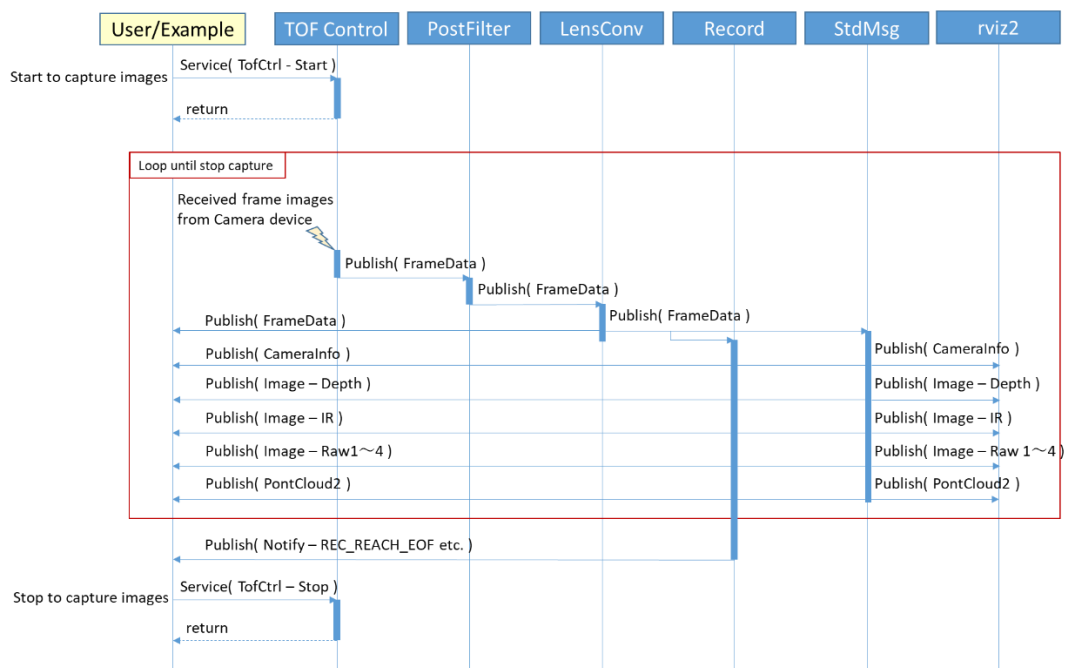 User/Example
TOF Control
PostFilter
LensConv
Record
StdMsg
rviz2
Service( TofCtrl - Start )
Start to capture images
return
Loop until stop capture
Received frame images
from Camera device
Publish( FrameData )
Publish( FrameData )
Publish( FrameData )
Publish( FrameData )
Publish( CameraInfo )
Publish( CameraInfo )
Publish( Image – Depth )
Publish( Image – Depth )
Publish( Image – IR )
Publish( Image – IR )
Publish( Image – Raw1～4 )
Publish( Image – Raw 1～4 )
Publish( PontCloud2 )
Publish( PontCloud2 )
Publish( Notify – REC_REACH_EOF etc. )
Service( TofCtrl – Stop )
Stop to capture images
return